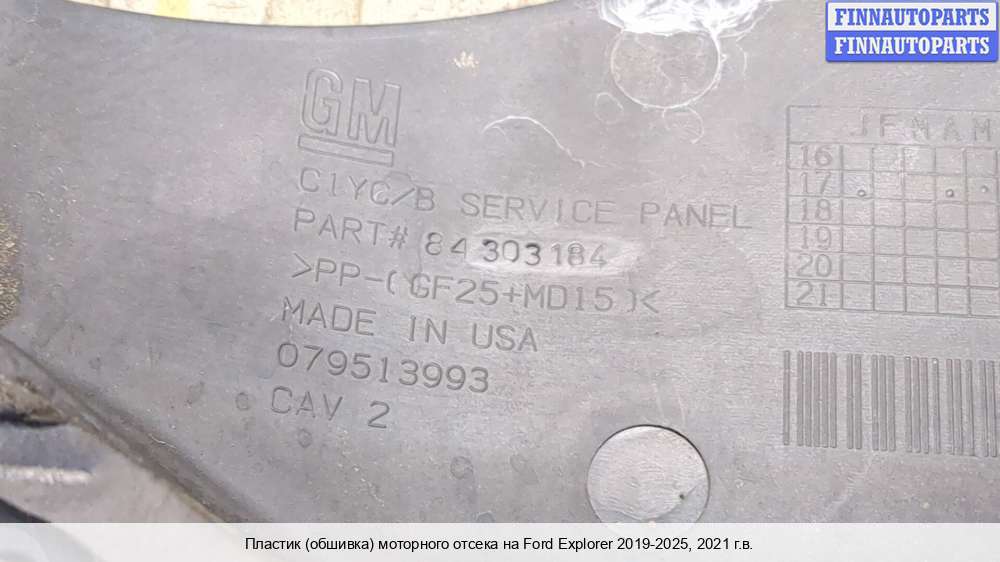 FINNAUTOPARTS
FINNAUTOPARTS
GM
C1YC/B SERVICE PANEL
PART# 84303184
>PP-(GF25+MD15)<
MADE IN USA
079513993
CAV 2
J F M A M
16
17
18
19
20
21
Пластик (обшивка) моторного отсека на Ford Explorer 2019-2025, 2021 г.в.